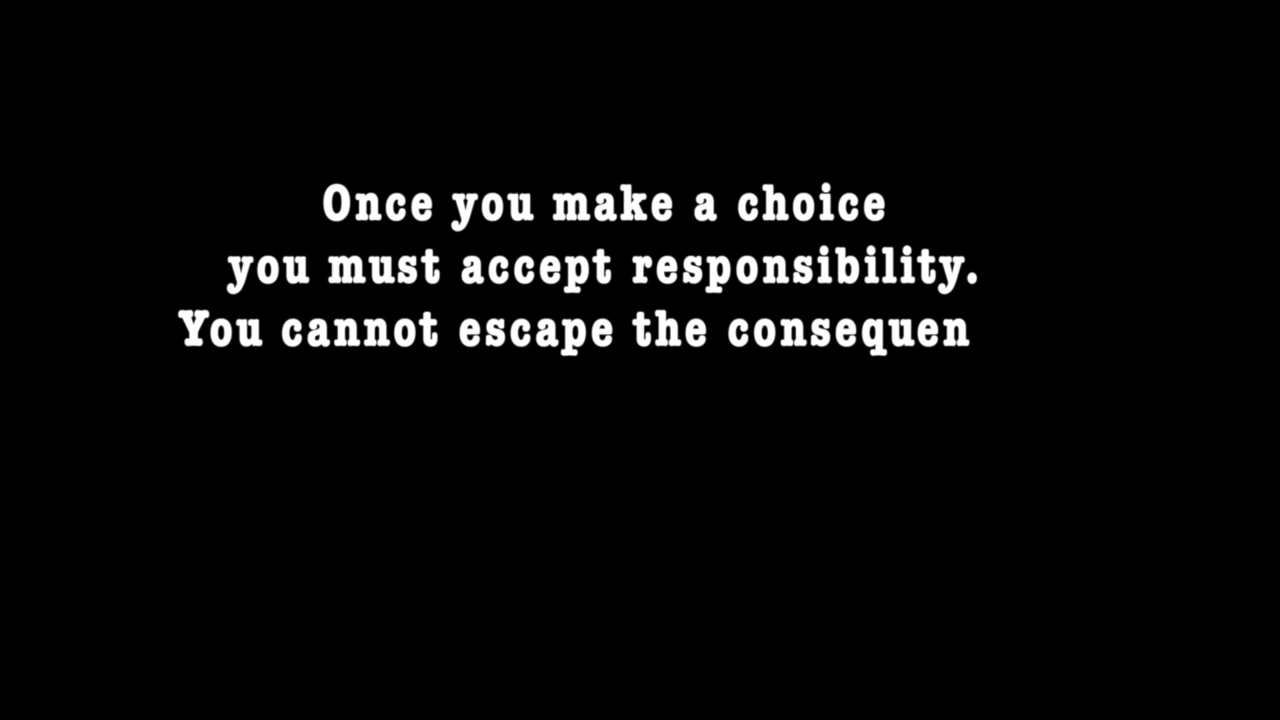 Once you make a choice
you must accept responsibility.
You cannot escape the consequen